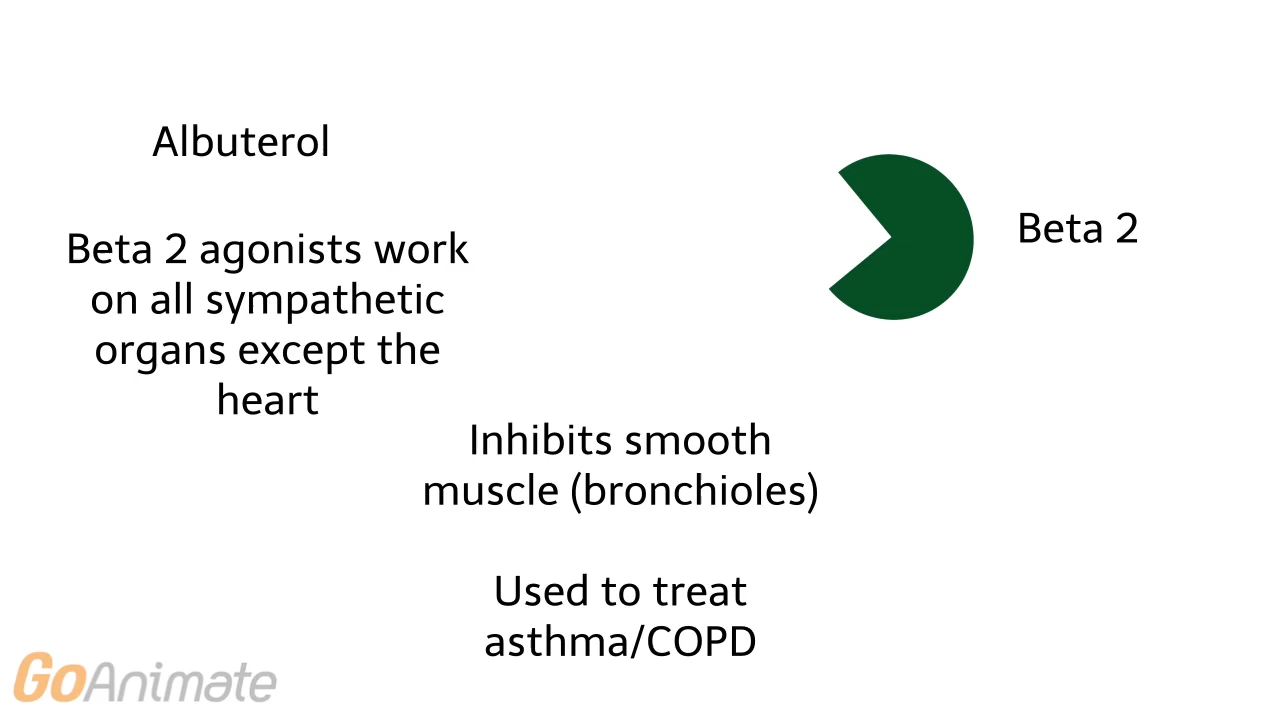 Albuterol
Beta 2 agonists work
on all sympathetic
organs except the
heart
Beta 2
Inhibits smooth
muscle (bronchioles)
Used to treat
asthma/COPD
GoAnimate